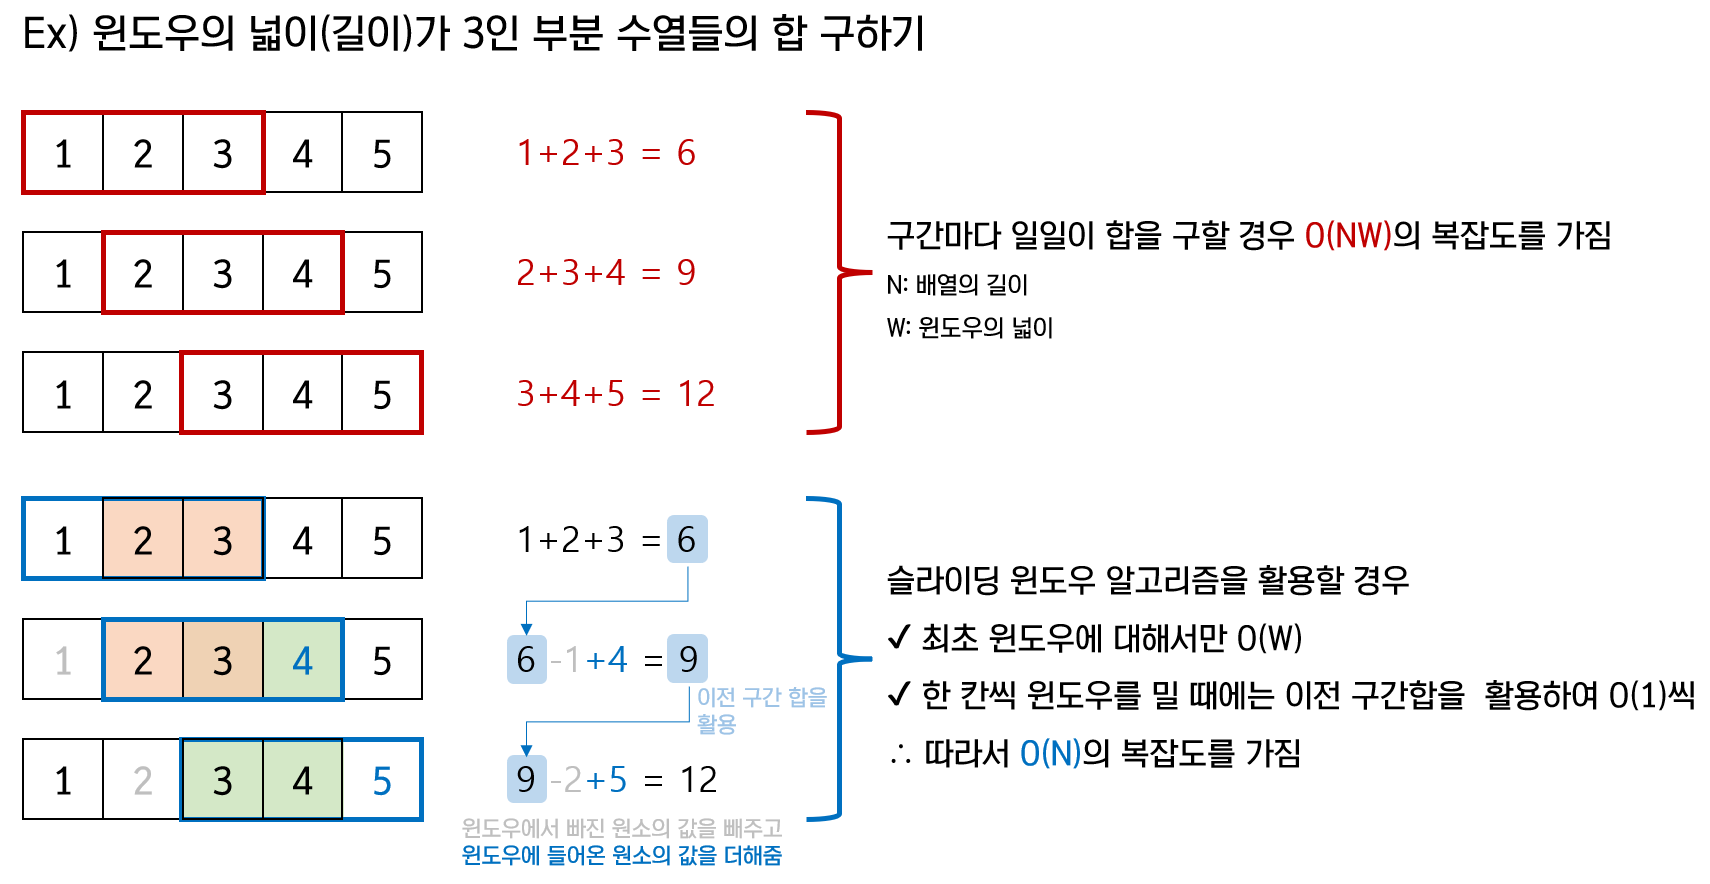 Ex) 윈도우의 넓이(길이)가 3인 부분 수열들의 합 구하기
1 2 3 4 5
1+2+3 = 6
1 2 3 4 5
2+3+4 = 9
1 2 3 4 5
3+4+5 = 12
구간마다 일일이 합을 구할 경우 O(NW)의 복잡도를 가짐
N: 배열의 길이
W: 윈도우의 넓이
1 2 3 4 5
1+2+3 = 6
1 2 3 4 5
6 -1+4 = 9
이전 구간 합을
활용
1 2 3 4 5
9 -2+5 = 12
윈도우에서 빠진 원소의 값을 빼주고
윈도우에 들어온 원소의 값을 더해줌
슬라이딩 윈도우 알고리즘을 활용할 경우
✓ 최초 윈도우에 대해서만 O(W)
✓ 한 칸씩 윈도우를 밀 때에는 이전 구간합을 활용하여 O(1)씩
∴ 따라서 O(N)의 복잡도를 가짐